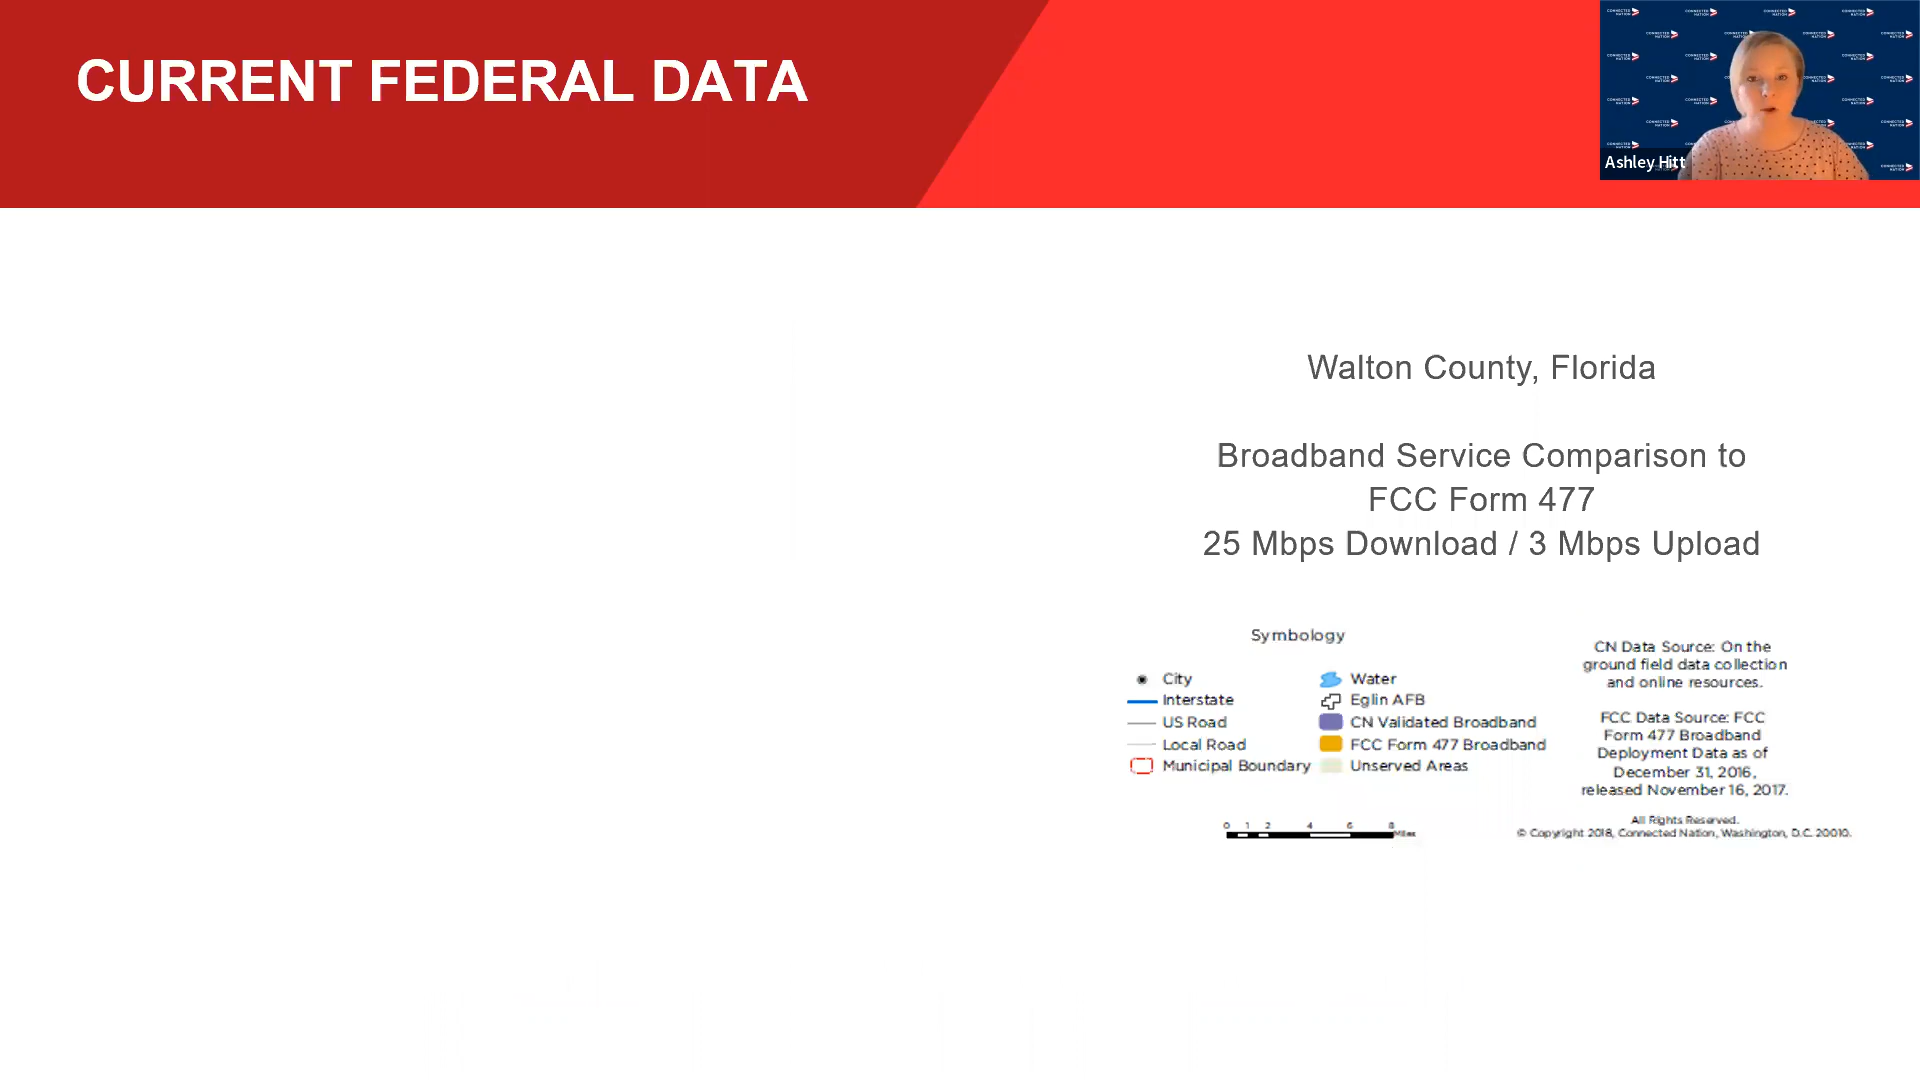 CURRENT FEDERAL DATA
Ashley Hitt
Walton County, Florida
Broadband Service Comparison to
FCC Form 477
25 Mbps Download / 3 Mbps Upload
Symbology
City
Interstate
US Road
Local Road
Municipal Boundary
Water
Eglin AFB
CN Validated Broadband
FCC Form 477 Broadband
Unserved Areas
0 1 2 4 6 8
Miles
CN Data Source: On the
ground field data collection
and online resources.
FCC Data Source: FCC
Form 477 Broadband
Deployment Data as of
December 31, 2016,
released November 16, 2017.
All Rights Reserved.
© Copyright 2018, Connected Nation, Washington, D.C. 20010.